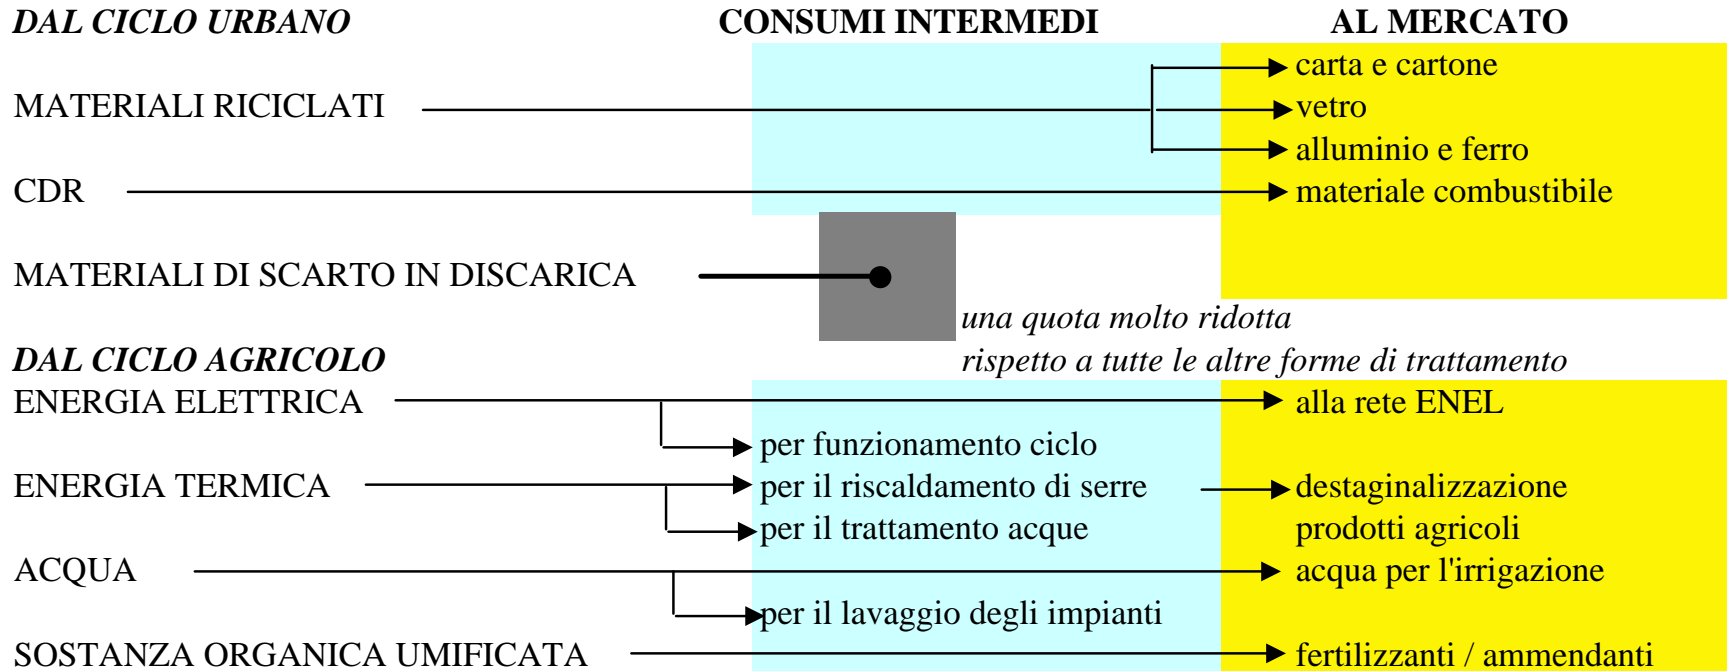 DAL CICLO URBANO CONSUMI INTERMEDI AL MERCATO
carta e cartone
MATERIALI RICICLATI vetro
alluminio e ferro
CDR materiale combustibile
MATERIALI DI SCARTO IN DISCARICA
una quota molto ridotta
DAL CICLO AGRICOLO rispetto a tutte le altre forme di trattamento
ENERGIA ELETTRICA alla rete ENEL
per funzionamento ciclo
ENERGIA TERMICA per il riscaldamento di serre destaginalizzazione
per il trattamento acque prodotti agricoli
ACQUA acqua per l'irrigazione
per il lavaggio degli impianti
SOSTANZA ORGANICA UMIFICATA fertilizzanti / ammendanti